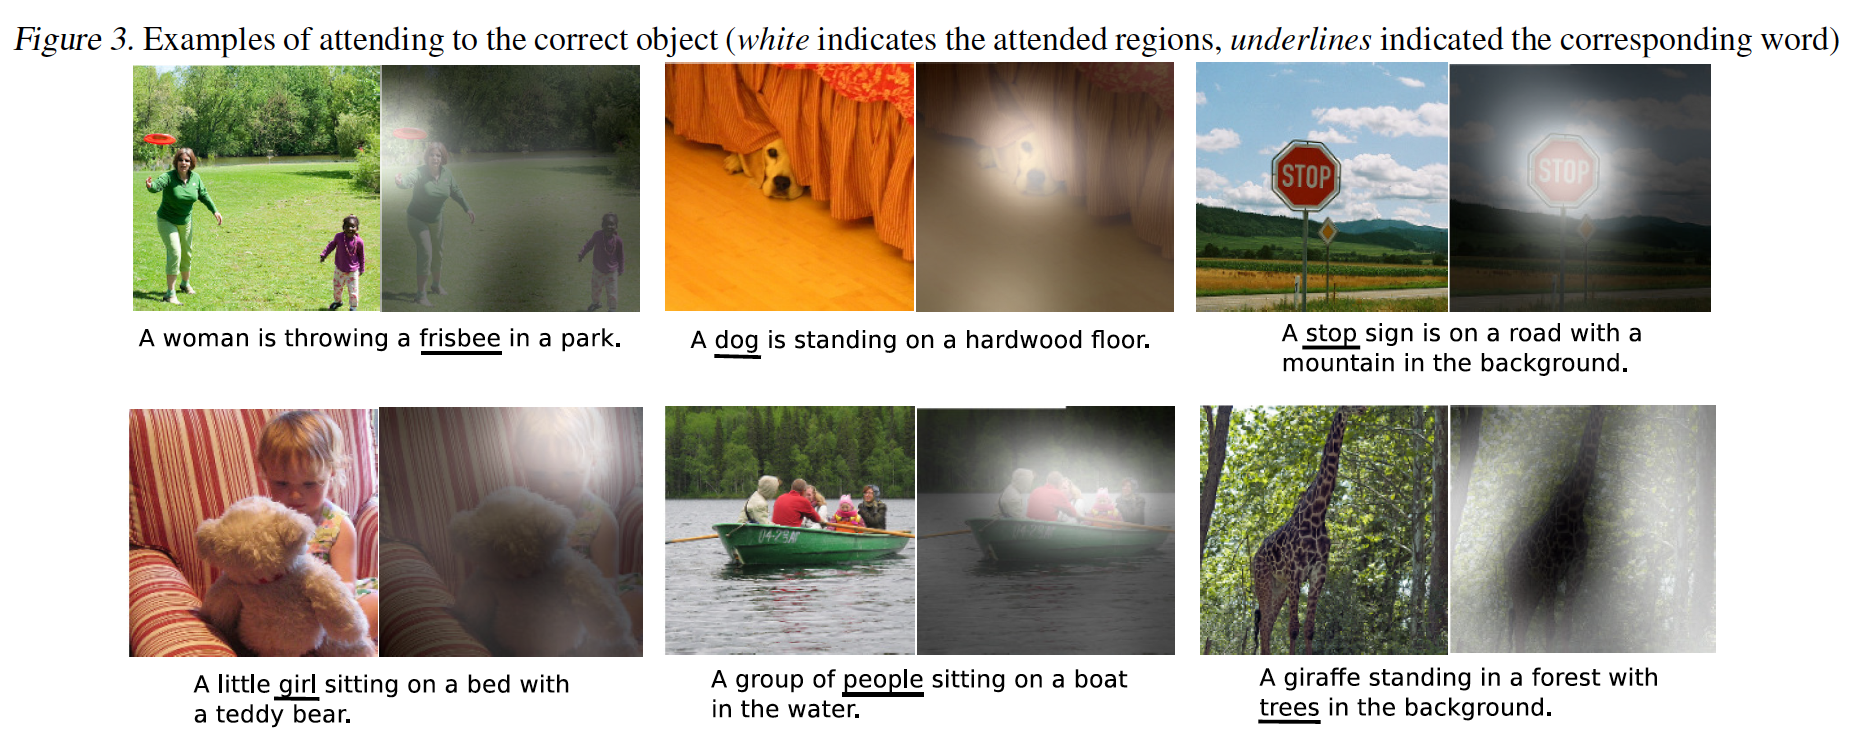 Figure 3. Examples of attending to the correct object (white indicates the attended regions, underlines indicated the corresponding word)
STOP
STOP
A woman is throwing a frisbee in a park.
A dog is standing on a hardwood floor.
A stop sign is on a road with a
mountain in the background.
A little girl sitting on a bed with
a teddy bear.
A group of people sitting on a boat
in the water.
A giraffe standing in a forest with
trees in the background.